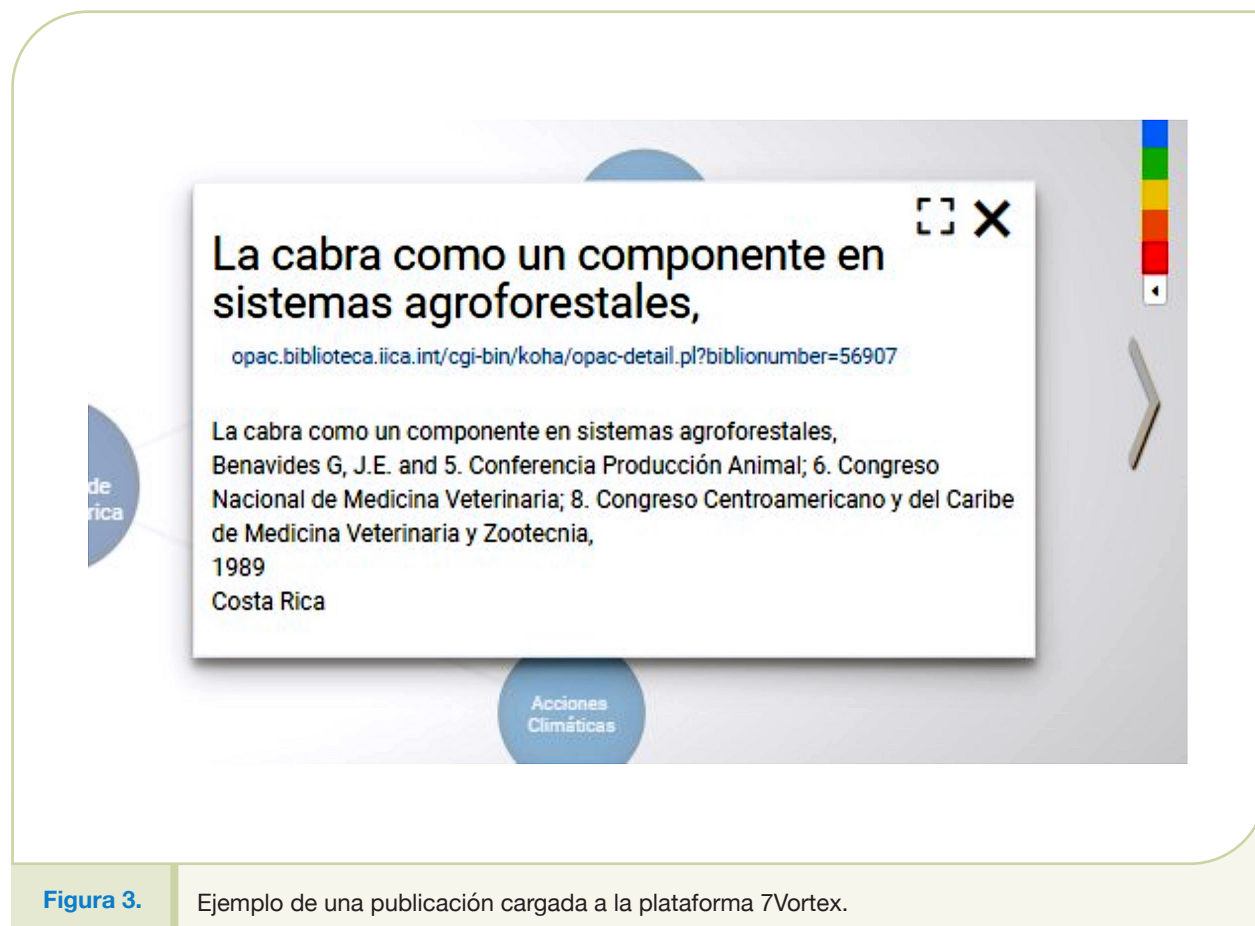 La cabra como un componente en
sistemas agroforestales,
opac.biblioteca.iica.int/cgi-bin/koha/opac-detail.pl?biblionumber=56907
La cabra como un componente en sistemas agroforestales,
Benavides G, J.E. and 5. Conferencia Producción Animal; 6. Congreso
Nacional de Medicina Veterinaria; 8. Congreso Centroamericano y del Caribe
de Medicina Veterinaria y Zootecnia,
1989
Costa Rica
de
rica
Acciones
Climáticas
Figura 3.
Ejemplo de una publicación cargada a la plataforma 7Vortex.